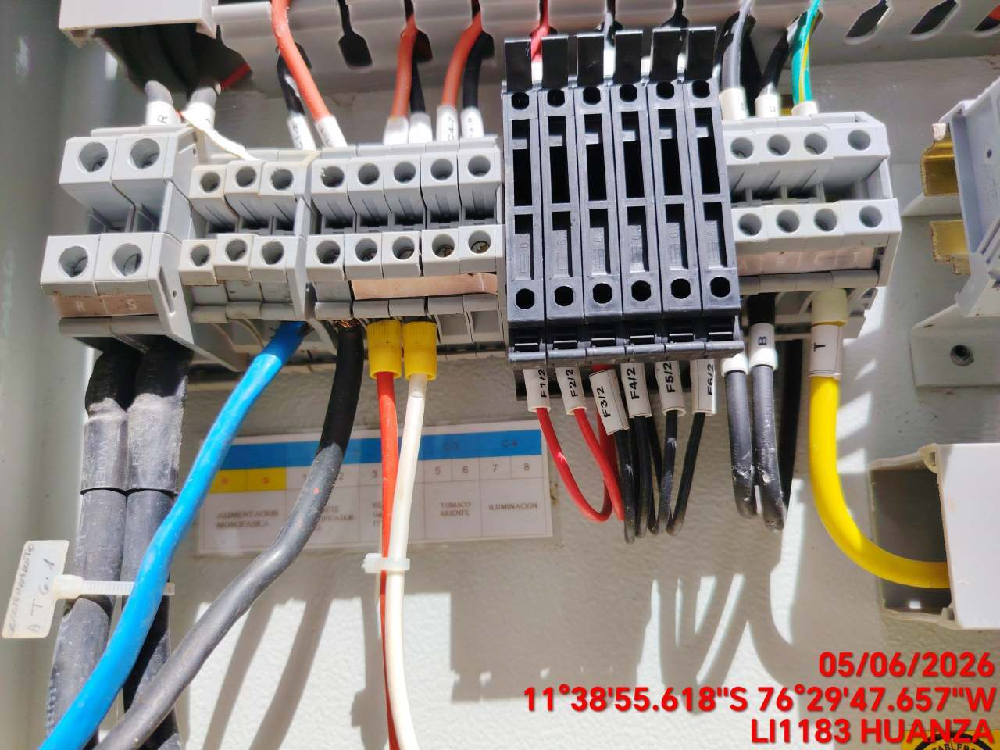 R
C4.7
R S
F1/2 F2/2 F3/2 F4/2 F5/2 F6/2
B
T
C-4
R S 2 3 5 6 7 8
ALIMENTACION
MONOFASICA
TOMACO-
RRIENTE
ILUMINACION
A T G.1
05/06/2026
11°38'55.618"S 76°29'47.657"W
LI1183 HUANZA